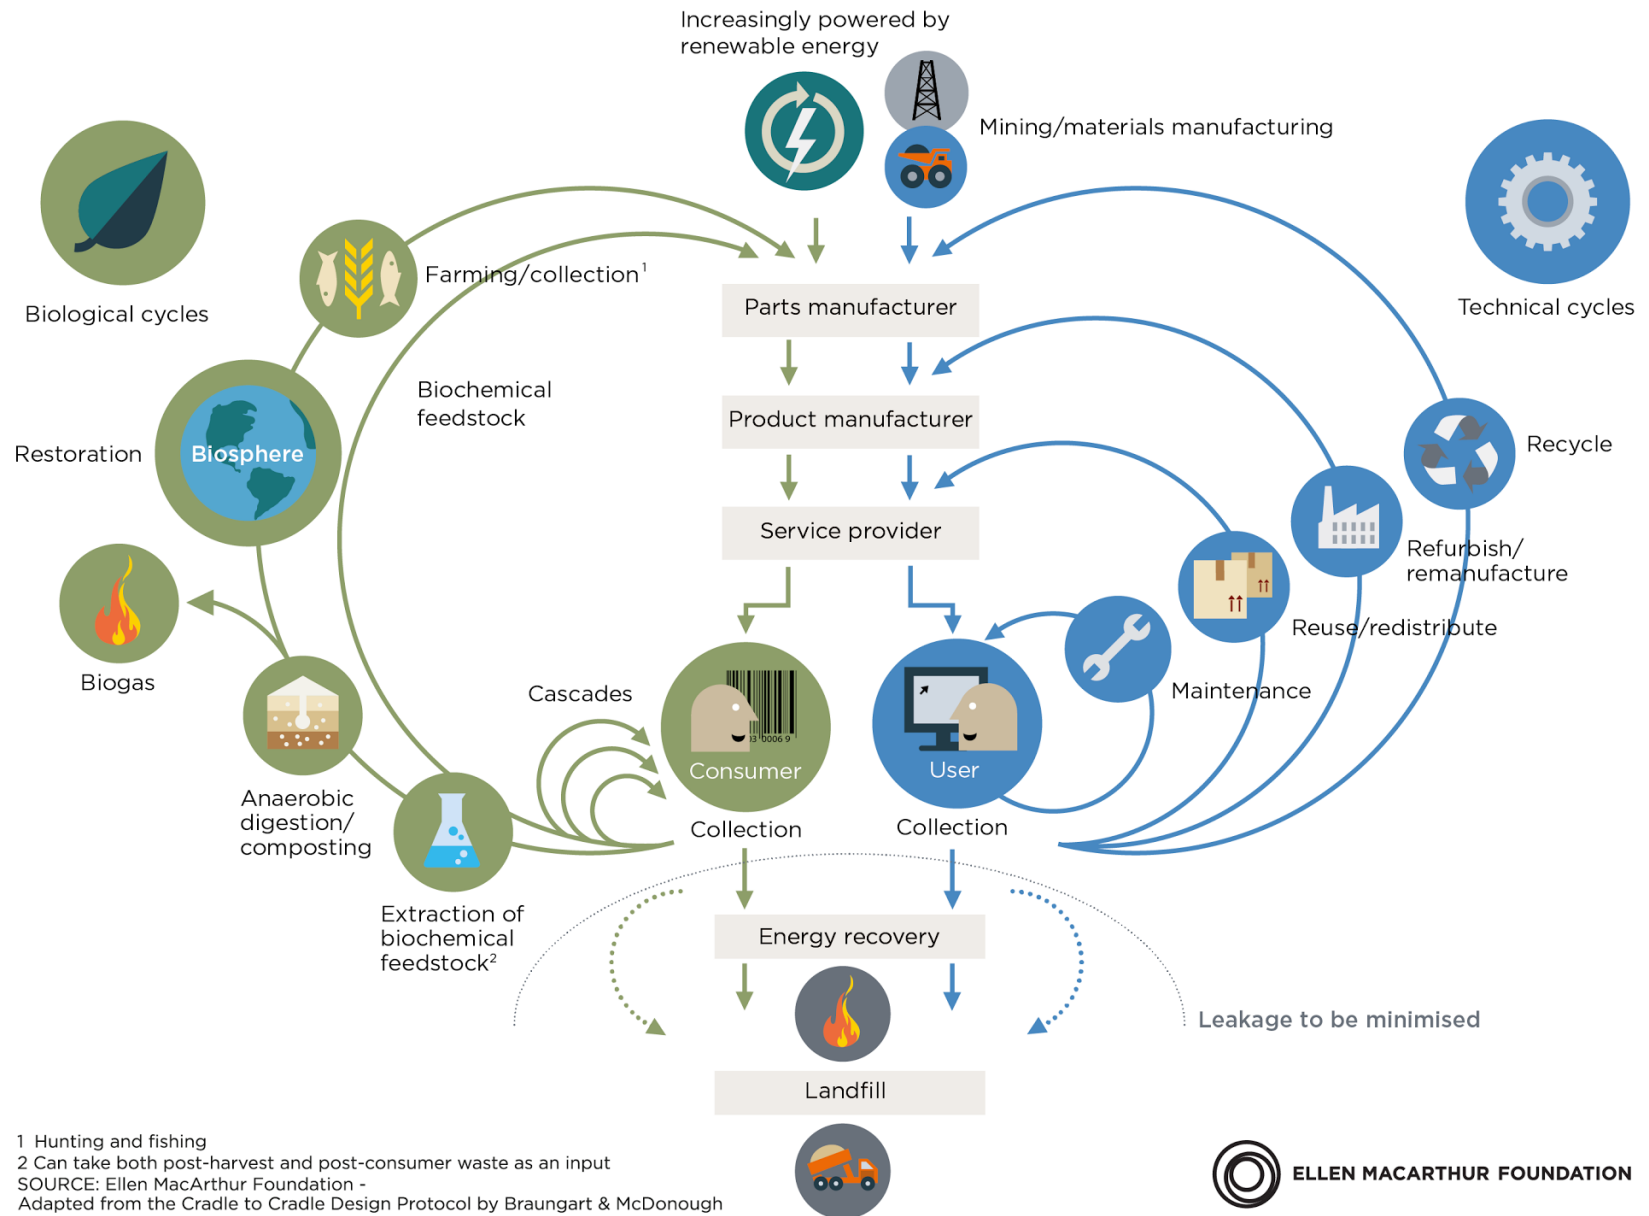 Increasingly powered by
renewable energy
Mining/materials manufacturing
Biological cycles
Technical cycles
Farming/collection¹
Parts manufacturer
Biochemical
feedstock
Product manufacturer
Restoration
Biosphere
Recycle
Service provider
Refurbish/
remanufacture
Reuse/redistribute
Biogas
Cascades
Maintenance
03 0006 9
Consumer
User
Anaerobic
digestion/
composting
Collection
Collection
Extraction of
biochemical
feedstock²
Energy recovery
Leakage to be minimised
Landfill
1 Hunting and fishing
2 Can take both post-harvest and post-consumer waste as an input
SOURCE: Ellen MacArthur Foundation -
Adapted from the Cradle to Cradle Design Protocol by Braungart & McDonough
ELLEN MACARTHUR FOUNDATION